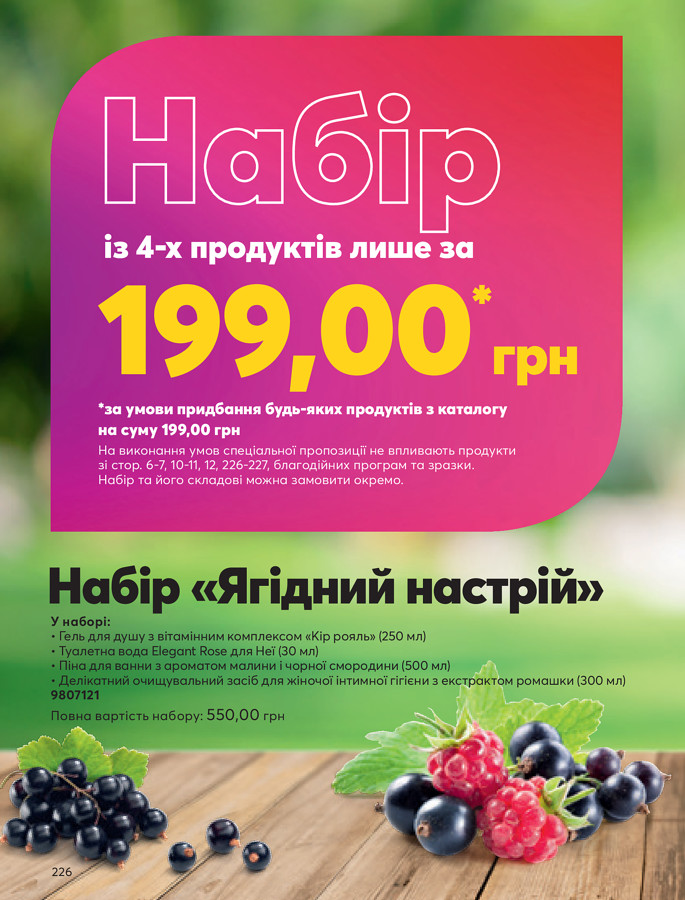 Набір
із 4-х продуктів лише за
199,00* грн
*за умови придбання будь-яких продуктів з каталогу
на суму 199,00 грн
На виконання умов спеціальної пропозиції не впливають продукти
зі стор. 6-7, 10-11, 12, 226-227, благодійних програм та зразки.
Набір та його складові можна замовити окремо.
Набір «Ягідний настрій»
У наборі:
• Гель для душу з вітамінним комплексом «Кір рояль» (250 мл)
• Туалетна вода Elegant Rose для Неї (30 мл)
• Піна для ванни з ароматом малини і чорної смородини (500 мл)
• Делікатний очищувальний засіб для жіночої інтимної гігієни з екстрактом ромашки (300 мл)
9807121
Повна вартість набору: 550,00 грн
226